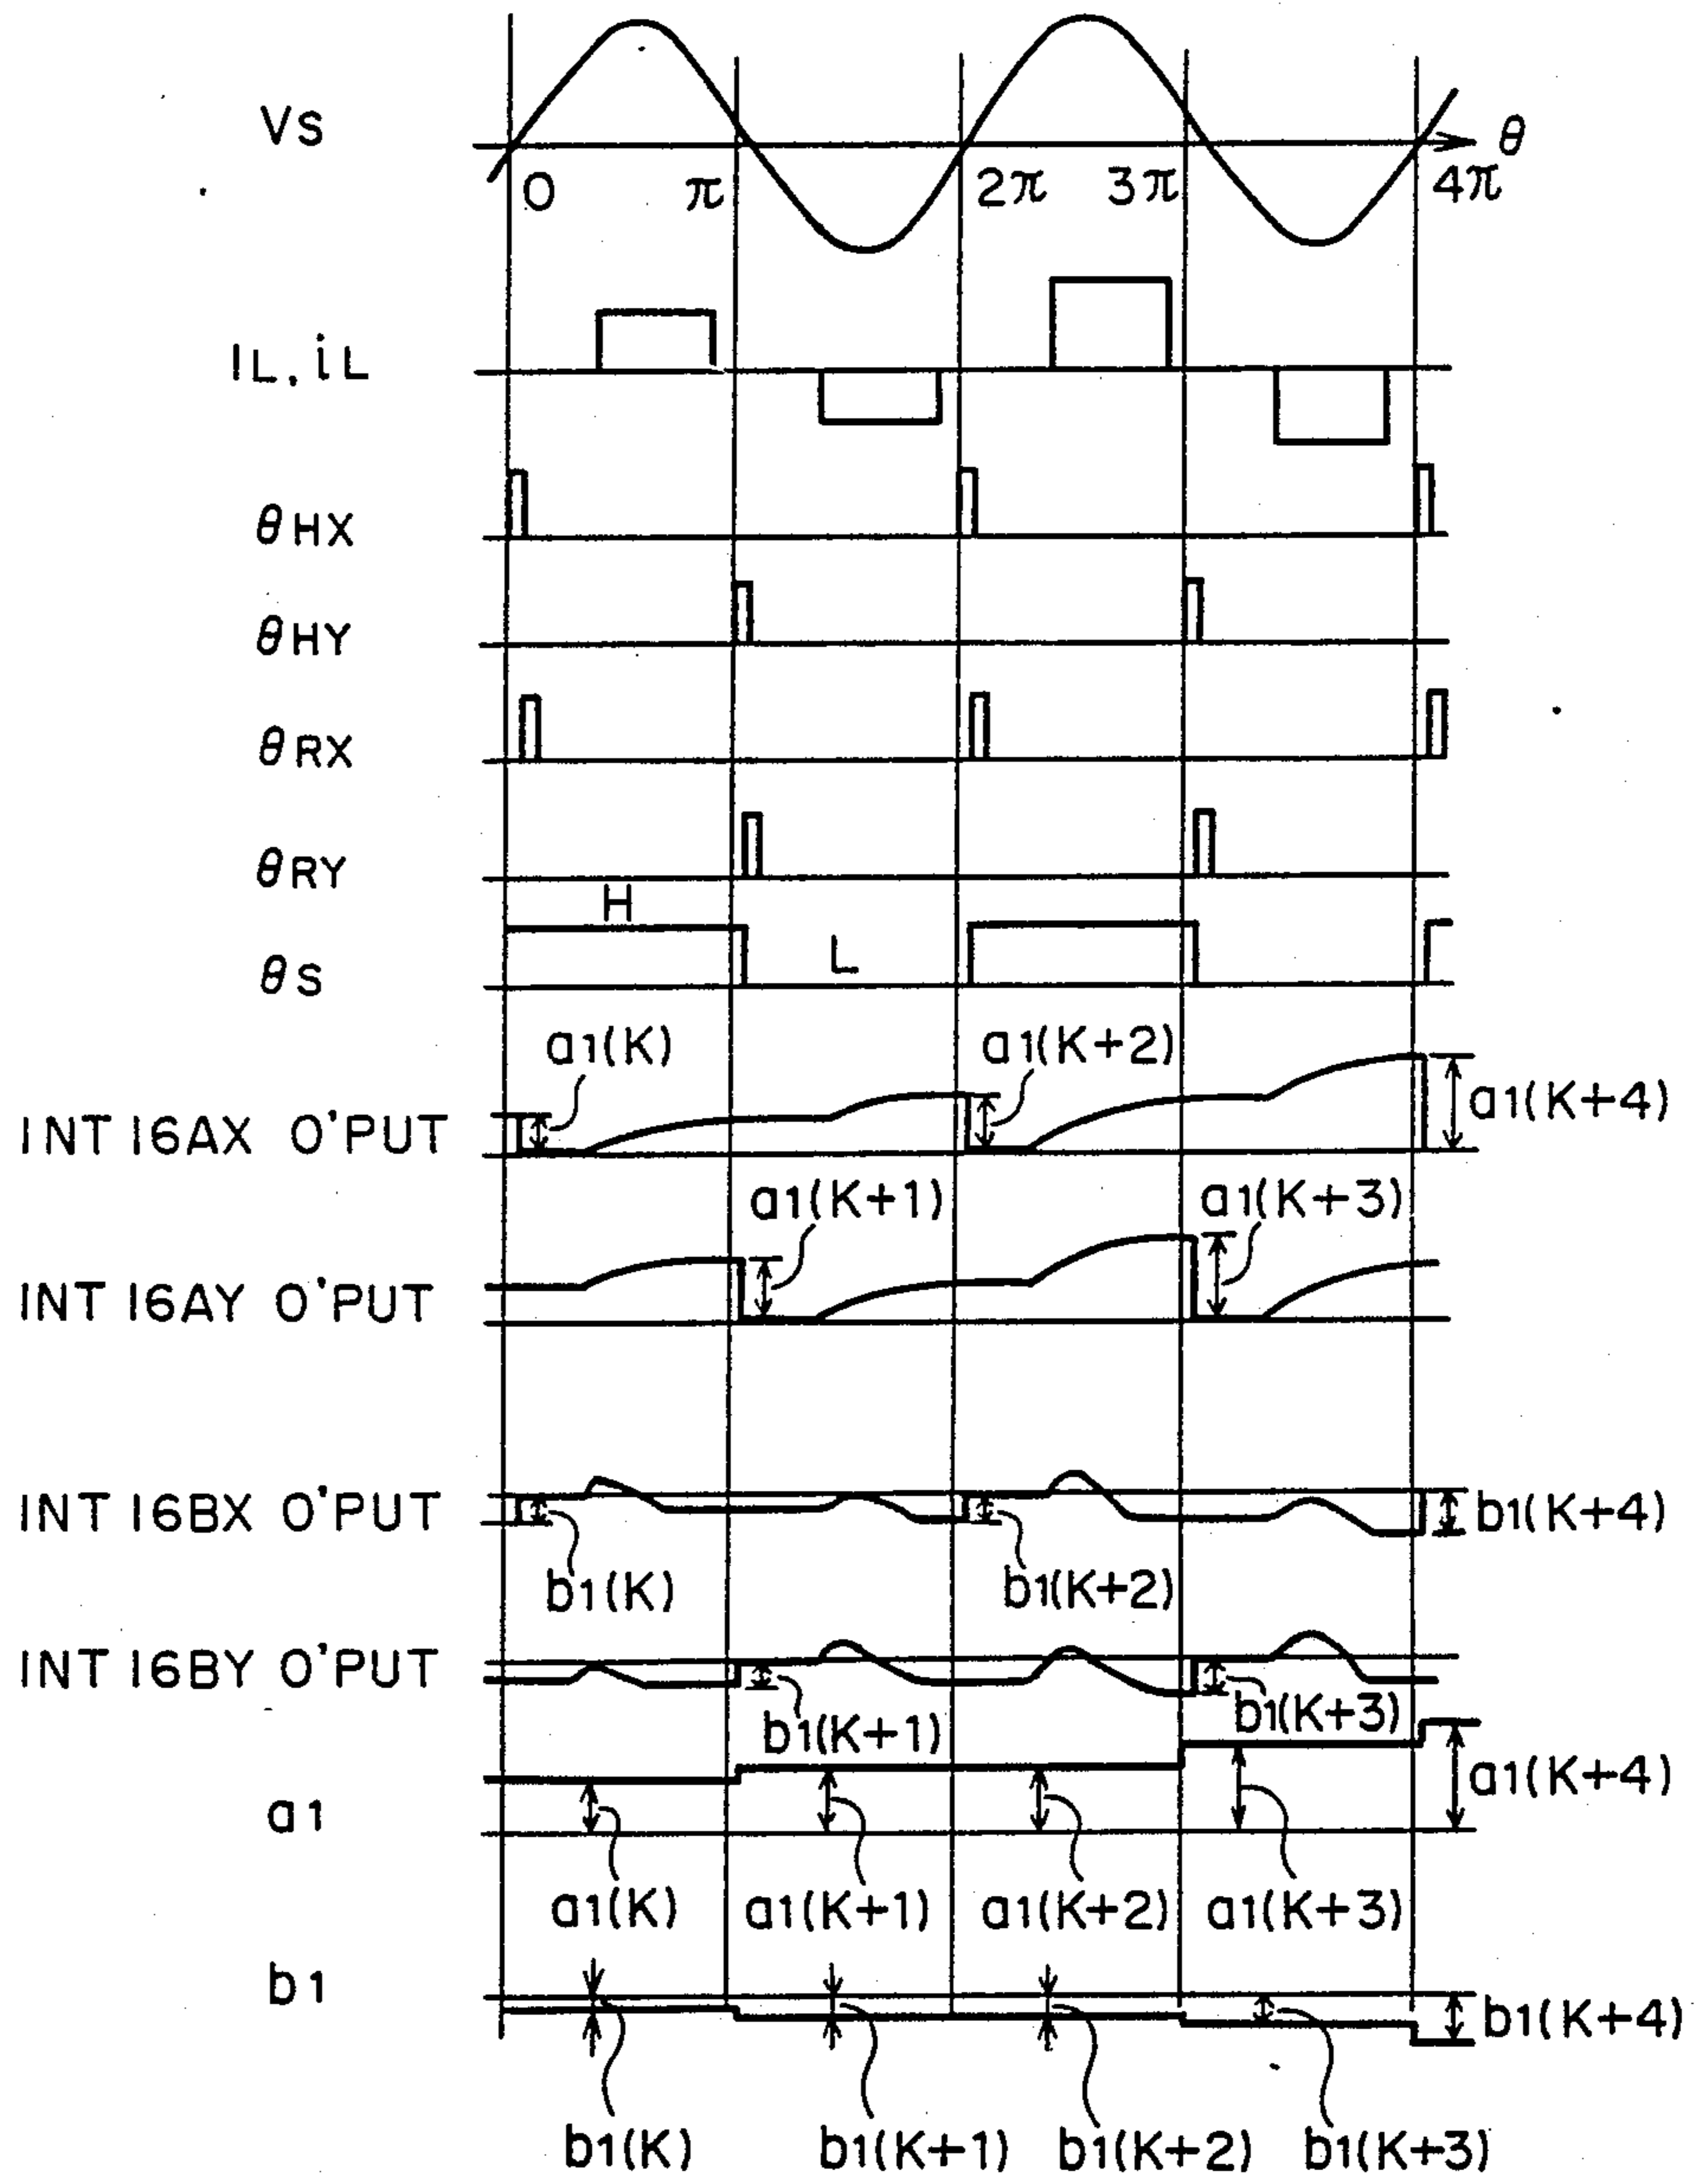 Vs
θ
0
π
2π
3π
4π
IL, iL
θHX
θHY
θRX
θRY
H
L
θS
a1(K)
a1(K+2)
INT 16AX O'PUT
a1(K+4)
a1(K+1)
a1(K+3)
INT 16AY O'PUT
INT 16BX O'PUT
b1(K+4)
b1(K)
b1(K+2)
INT 16BY O'PUT
b1(K+1)
b1(K+3)
a1(K+4)
a1
a1(K)
a1(K+1)
a1(K+2)
a1(K+3)
b1
b1(K+4)
b1(K)
b1(K+1)
b1(K+2)
b1(K+3)